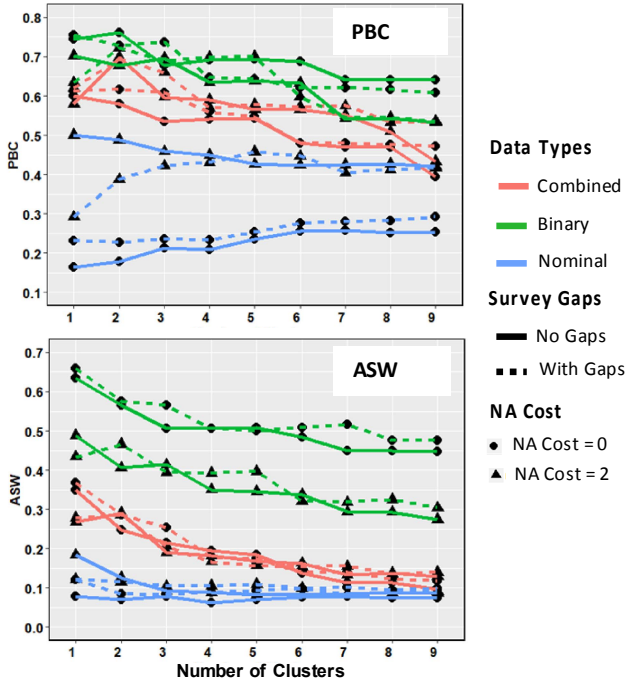 PBC
0.8
0.7
0.6
0.5
0.4
0.3
0.2
0.1
PBC
1 2 3 4 5 6 7 8 9
ASW
0.7
0.6
0.5
0.4
0.3
0.2
0.1
0.0
ASW
1 2 3 4 5 6 7 8 9
Number of Clusters
Data Types
Combined
Binary
Nominal
Survey Gaps
No Gaps
With Gaps
NA Cost
NA Cost = 0
NA Cost = 2